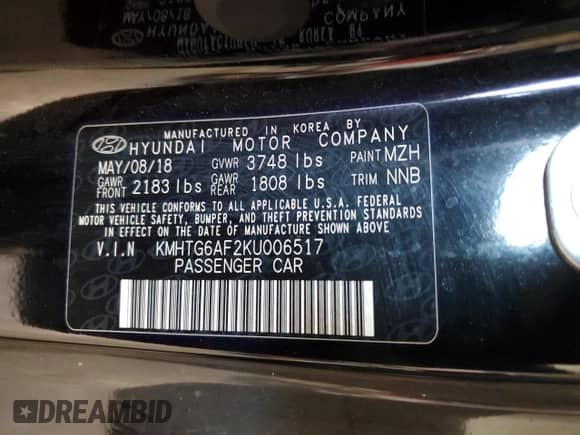 MANUFACTURED IN KOREA BY
HYUNDAI MOTOR COMPANY
MAY/08/18 GVWR 3748 lbs PAINT MZH
GAWR FRONT 2183 lbs GAWR REAR 1808 lbs TRIM NNB
THIS VEHICLE CONFORMS TO ALL APPLICABLE U.S.A. FEDERAL
MOTOR VEHICLE SAFETY, BUMPER, AND THEFT PREVENTION STANDARDS
IN EFFECT ON THE DATE OF MANUFACTURE SHOWN ABOVE.
V.I.N KMHTG6AF2KU006517
PASSENGER CAR
DREAMBID